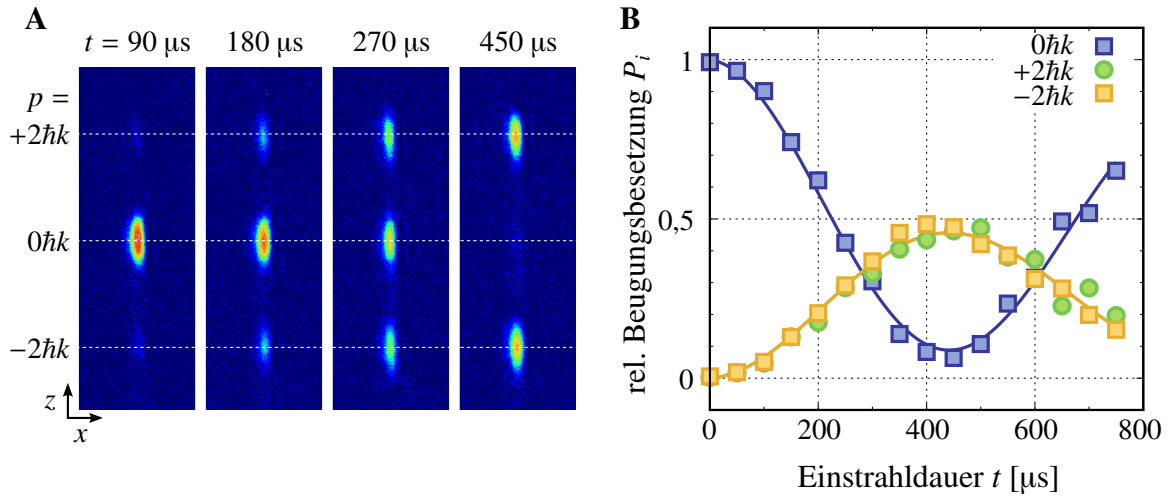 A
t = 90 μs 180 μs 270 μs 450 μs
p =
+2ħk
0ħk
−2ħk
z
x
B
rel. Beugungsbesetzung Pᵢ
1
0,5
0
0ħk
+2ħk
−2ħk
0 200 400 600 800
Einstrahldauer t [μs]